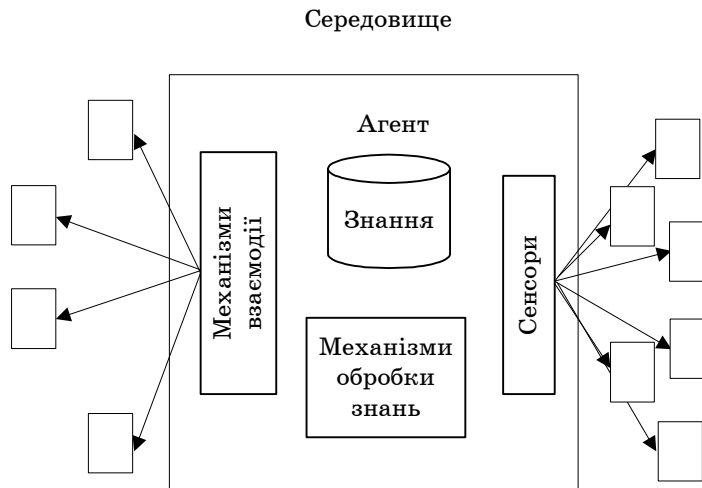 Середовище
Агент
Механізми
взаємодії
Знання
Сенсори
Механізми
обробки
знань